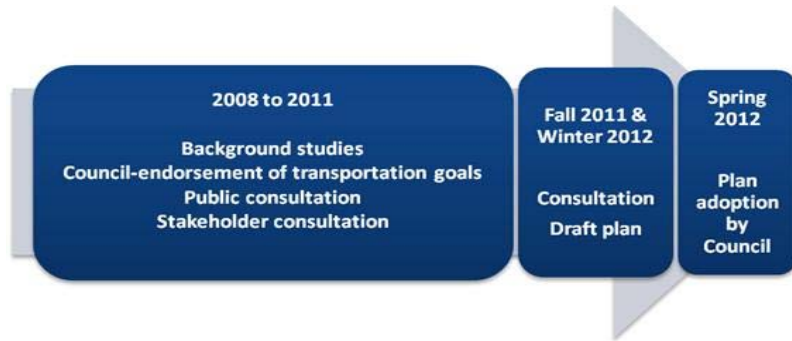 2008 to 2011
Background studies
Council-endorsement of transportation goals
Public consultation
Stakeholder consultation
Fall 2011 &
Winter 2012
Consultation
Draft plan
Spring
2012
Plan
adoption
by
Council